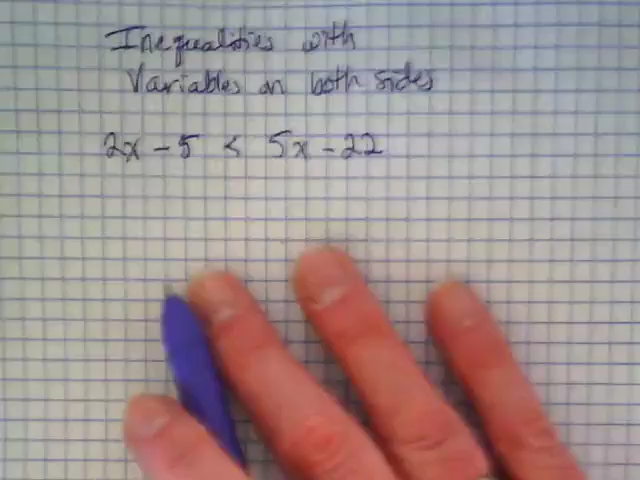 Inequalities with
Variables on both sides
2x - 5 < 5x - 22